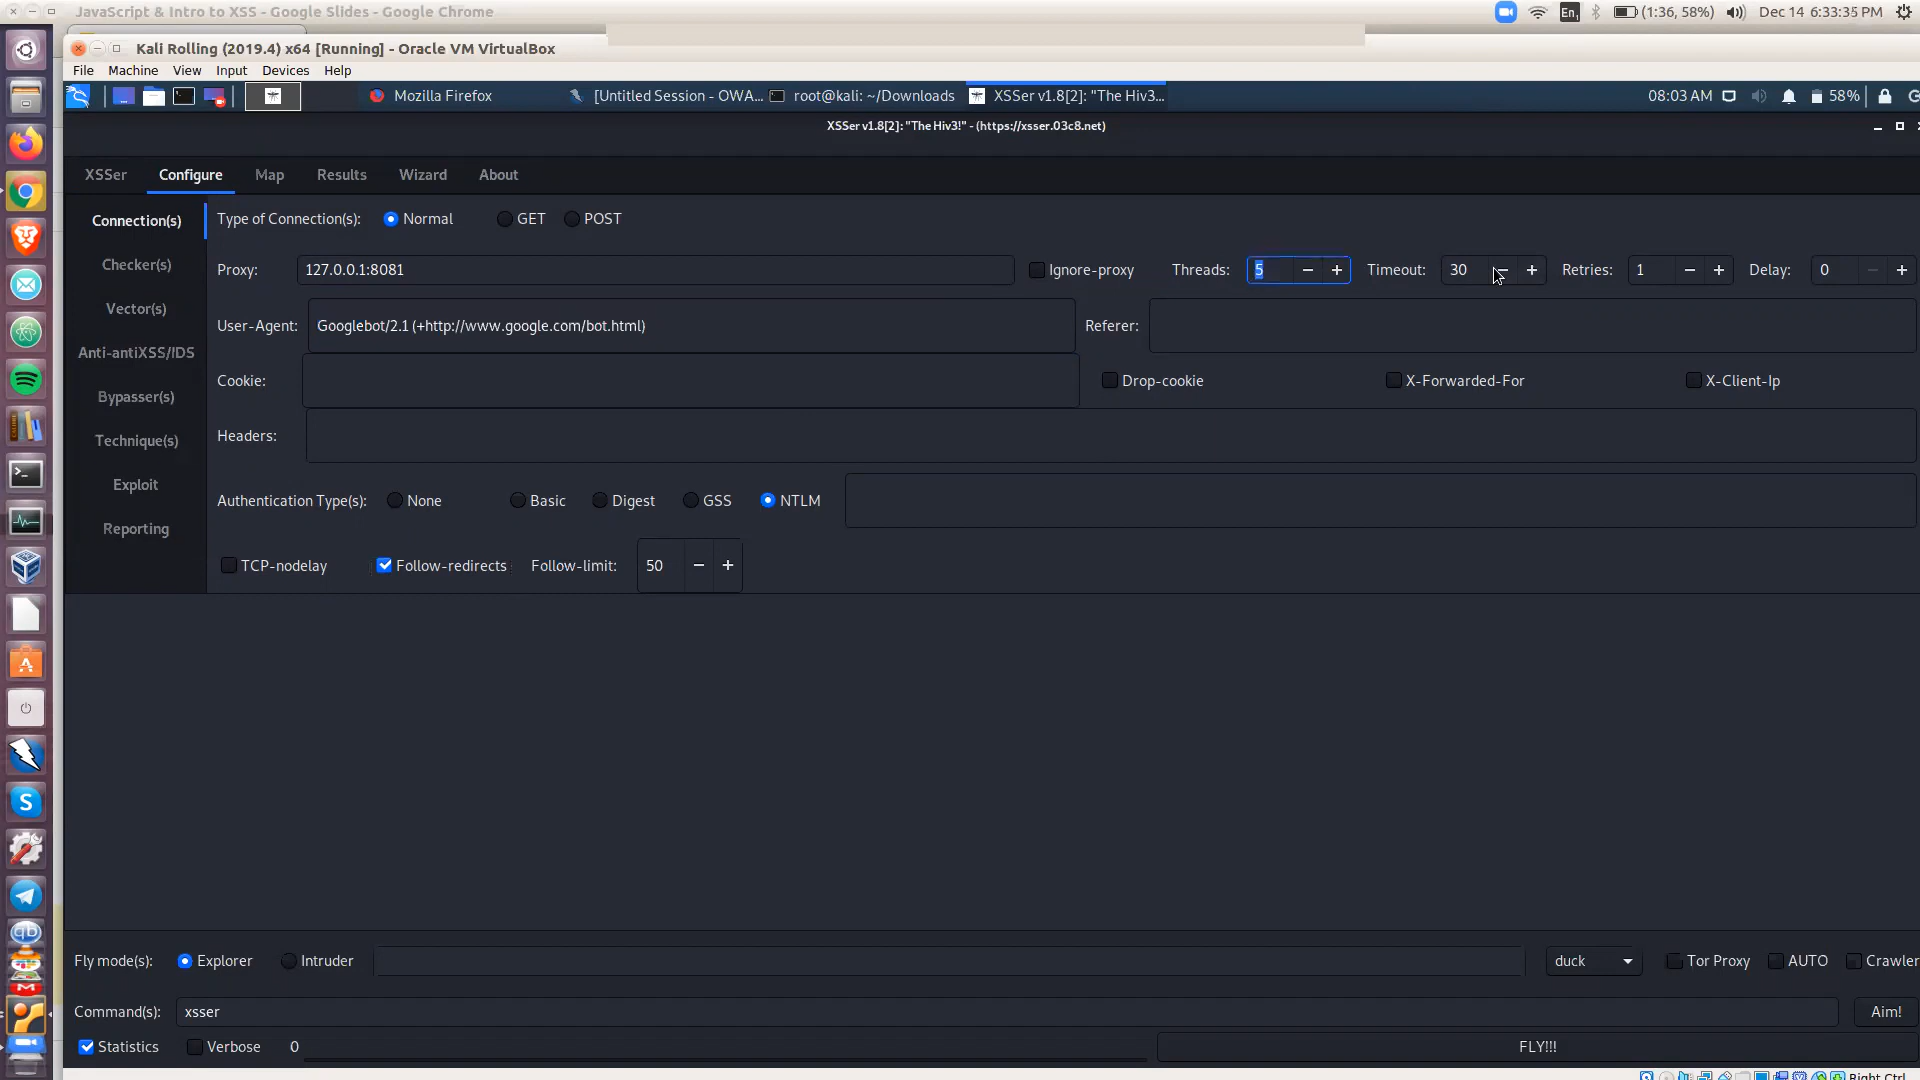 JavaScript & Intro to XSS - Google Slides - Google Chrome
En1 (1:36, 58%) Dec 14 6:33:35 PM
Kali Rolling (2019.4) x64 [Running] - Oracle VM VirtualBox
File Machine View Input Devices Help
Mozilla Firefox [Untitled Session - OWA... root@kali: ~/Downloads XSSer v1.8[2]: "The Hiv3... 08:03 AM 58%
XSSer v1.8[2]: "The Hiv3!" - (https://xsser.03c8.net)
XSSer Configure Map Results Wizard About
Connection(s) Type of Connection(s): Normal GET POST
Checker(s) Proxy: 127.0.0.1:8081 Ignore-proxy Threads: 5 − + Timeout: 30 − + Retries: 1 − + Delay: 0 − +
Vector(s) User-Agent: Googlebot/2.1 (+http://www.google.com/bot.html) Referer:
Anti-antiXSS/IDS Cookie: Drop-cookie X-Forwarded-For X-Client-Ip
Bypasser(s)
Technique(s) Headers:
Exploit Authentication Type(s): None Basic Digest GSS NTLM
Reporting
TCP-nodelay Follow-redirects Follow-limit: 50 − +
Fly mode(s): Explorer Intruder duck Tor Proxy AUTO Crawler
Command(s): xsser Aim!
Statistics Verbose 0 FLY!!!
Right Ctrl